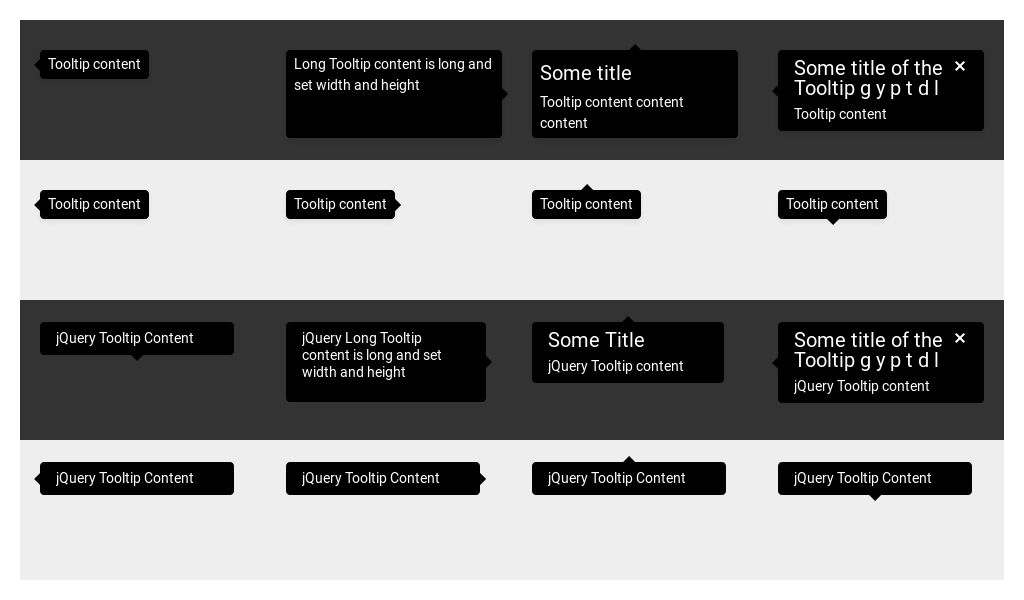 Tooltip content
Long Tooltip content is long and
set width and height
Some title
Tooltip content content
content
Some title of the ×
Tooltip g y p t d l
Tooltip content
Tooltip content
Tooltip content
Tooltip content
Tooltip content
jQuery Tooltip Content
jQuery Long Tooltip
content is long and set
width and height
Some Title
jQuery Tooltip content
Some title of the ×
Tooltip g y p t d l
jQuery Tooltip content
jQuery Tooltip Content
jQuery Tooltip Content
jQuery Tooltip Content
jQuery Tooltip Content